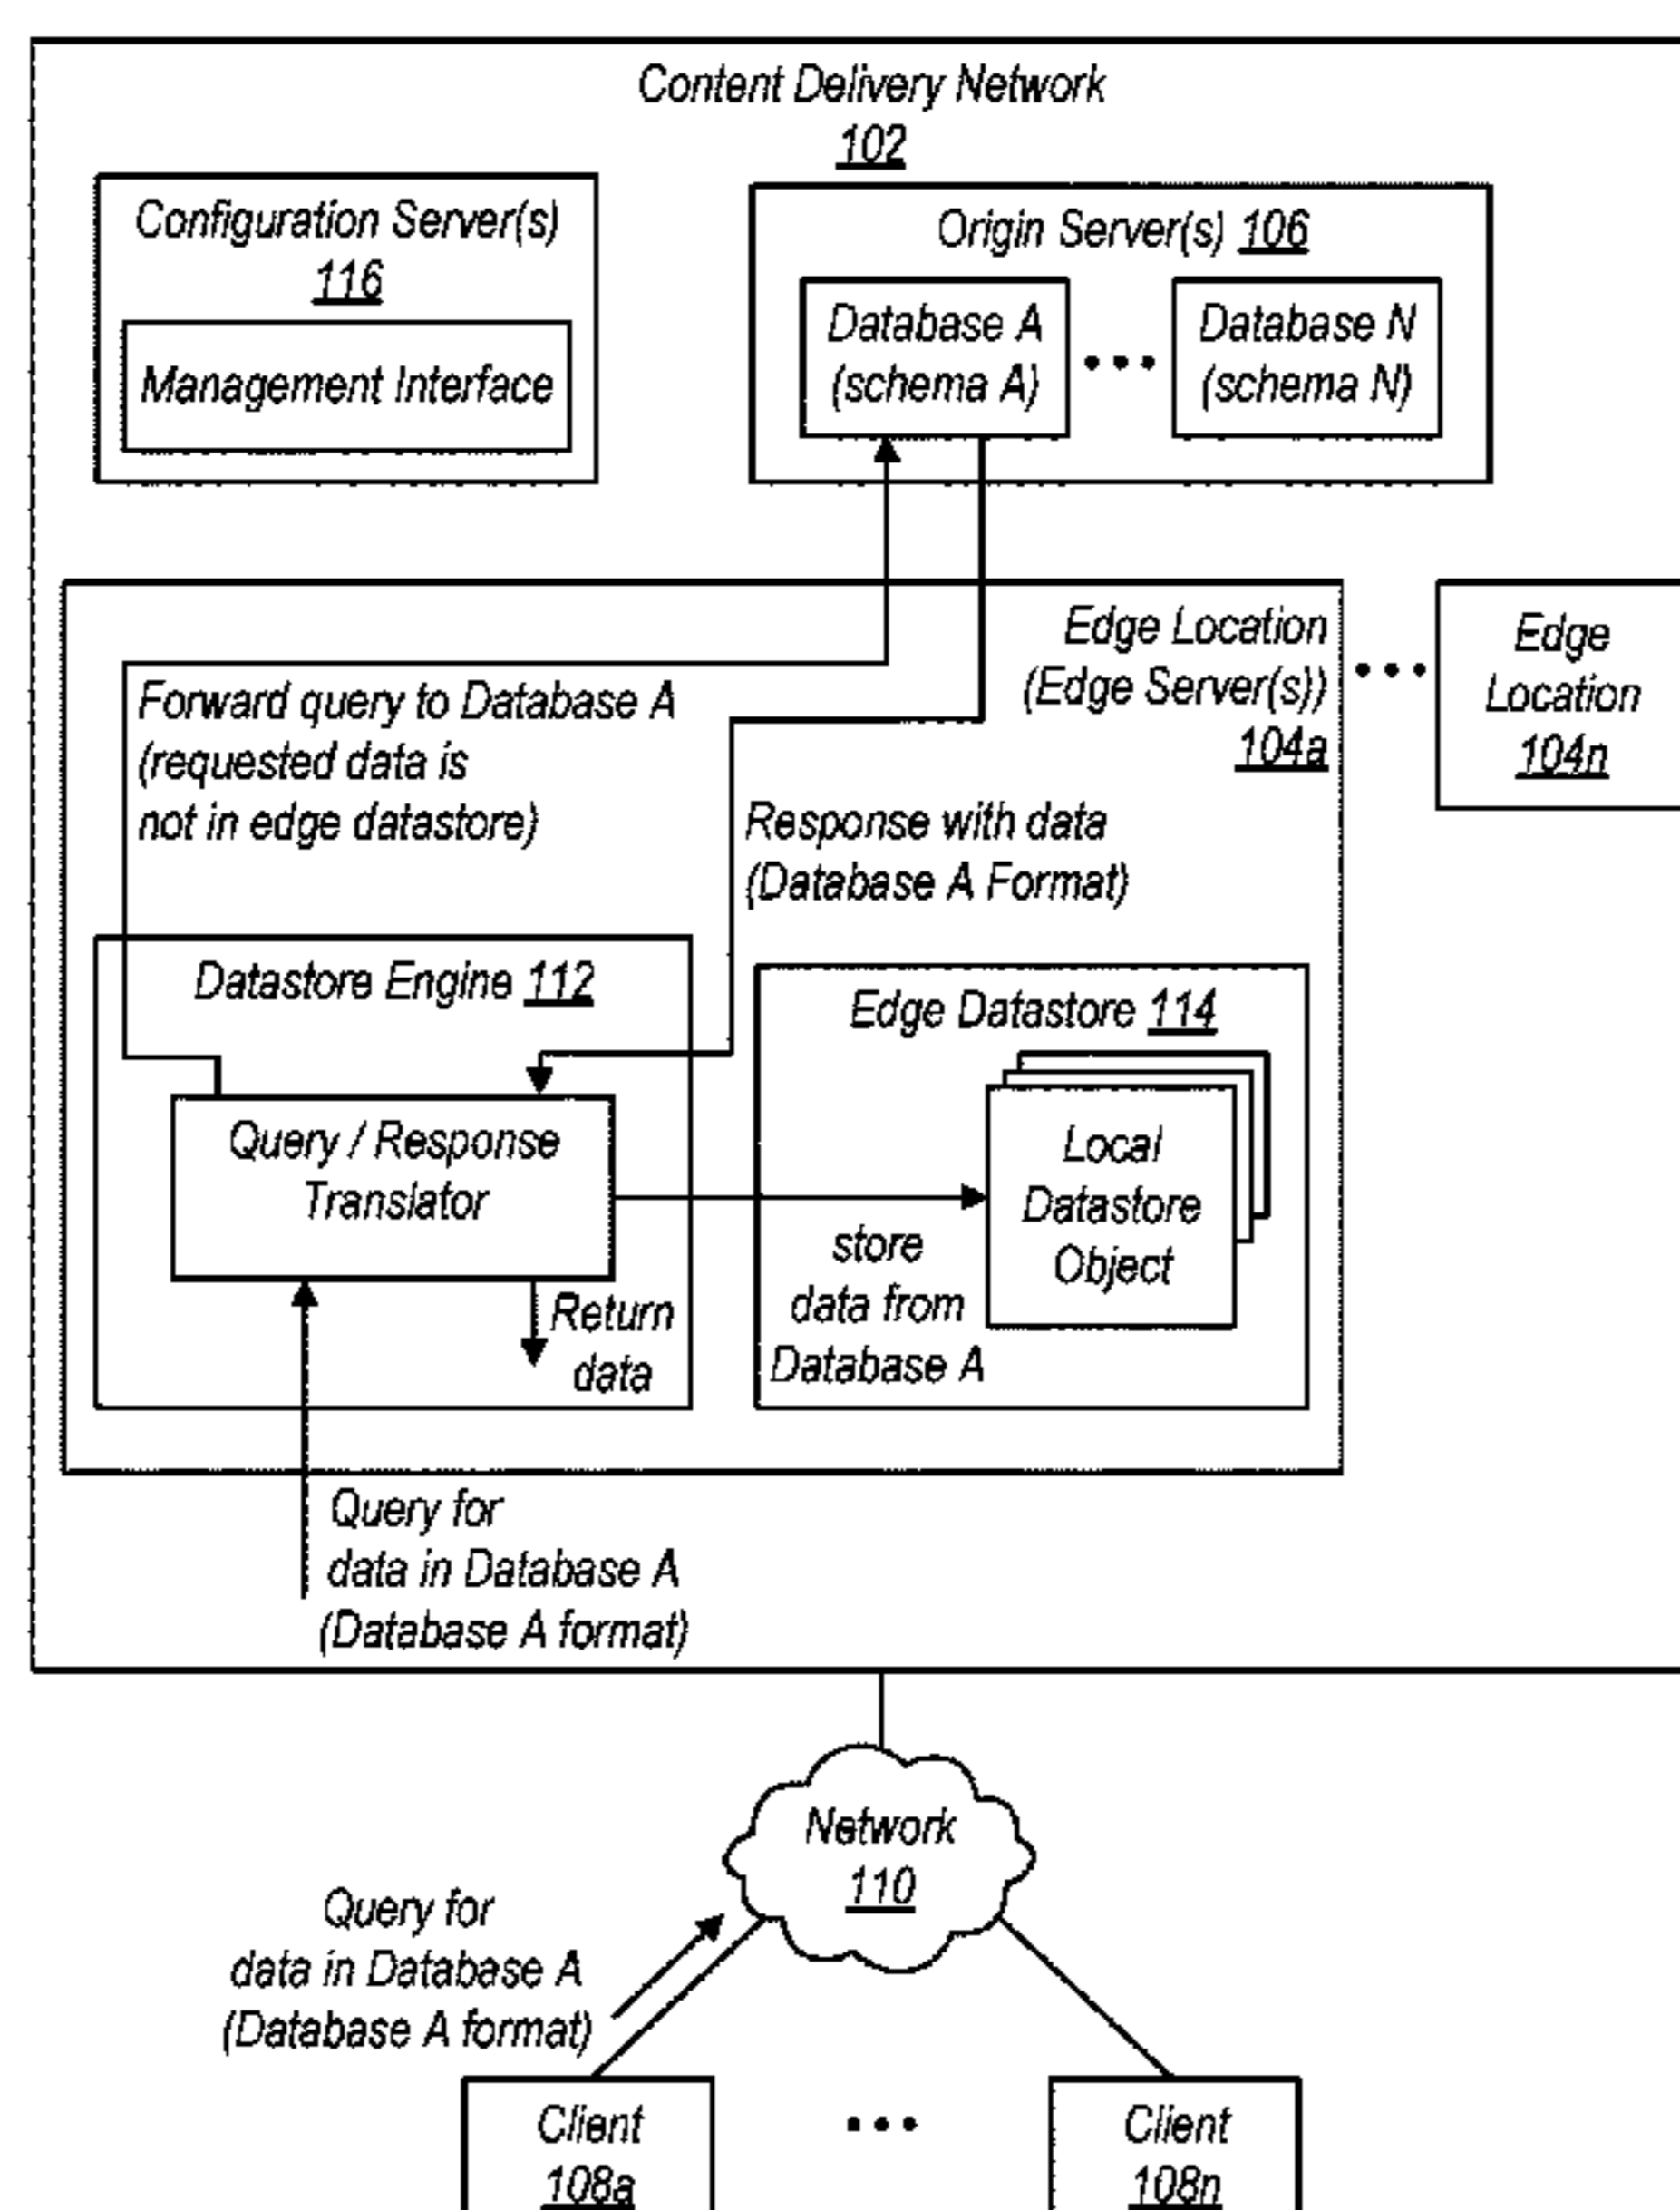 Content Delivery Network
102
Configuration Server(s)
116
Management Interface
Origin Server(s) 106
Database A
(schema A)
Database N
(schema N)
Edge Location
(Edge Server(s))
104a
Edge
Location
104n
Forward query to Database A
(requested data is
not in edge datastore)
Response with data
(Database A Format)
Datastore Engine 112
Query / Response
Translator
Return
data
Edge Datastore 114
Local
Datastore
Object
store
data from
Database A
Query for
data in Database A
(Database A format)
Network
110
Query for
data in Database A
(Database A format)
Client
108a
Client
108n